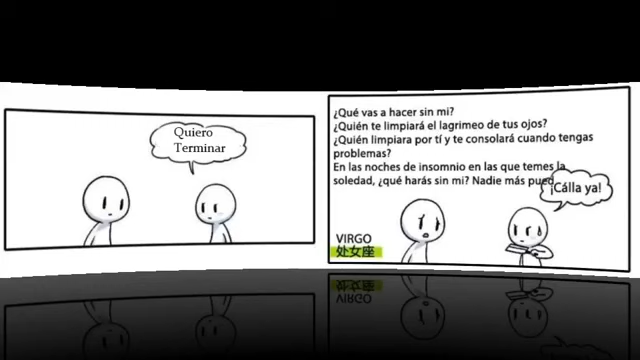 Quiero
Terminar
¿Qué vas a hacer sin mi?
¿Quién te limpiará el lagrimeo de tus ojos?
¿Quién limpiara por tí y te consolará cuando tengas
problemas?
En las noches de insomnio en las que temes la
soledad, ¿qué harás sin mi? Nadie más pued
¡Cálla ya!
VIRGO
处女座